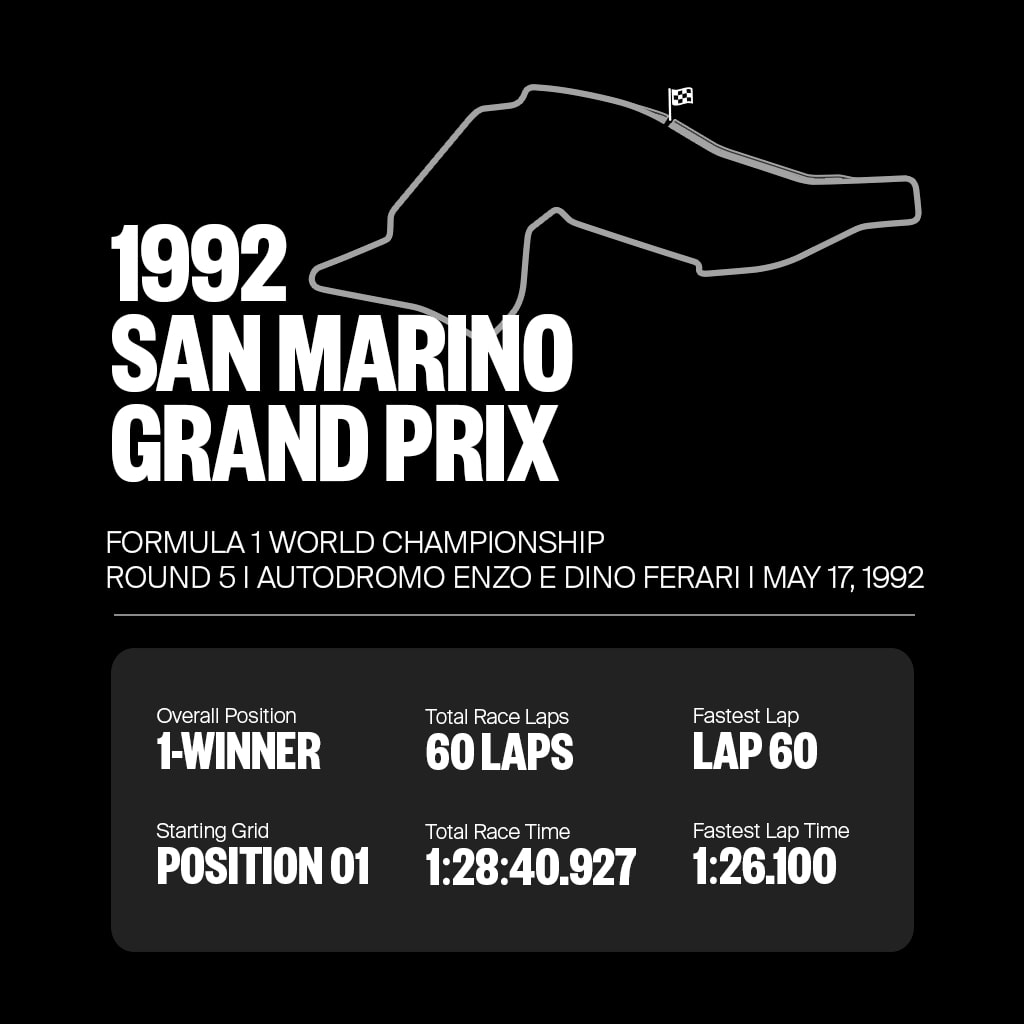 1992
SAN MARINO
GRAND PRIX
FORMULA 1 WORLD CHAMPIONSHIP
ROUND 5 I AUTODROMO ENZO E DINO FERARI I MAY 17, 1992
Overall Position
1-WINNER
Total Race Laps
60 LAPS
Fastest Lap
LAP 60
Starting Grid
POSITION 01
Total Race Time
1:28:40.927
Fastest Lap Time
1:26.100